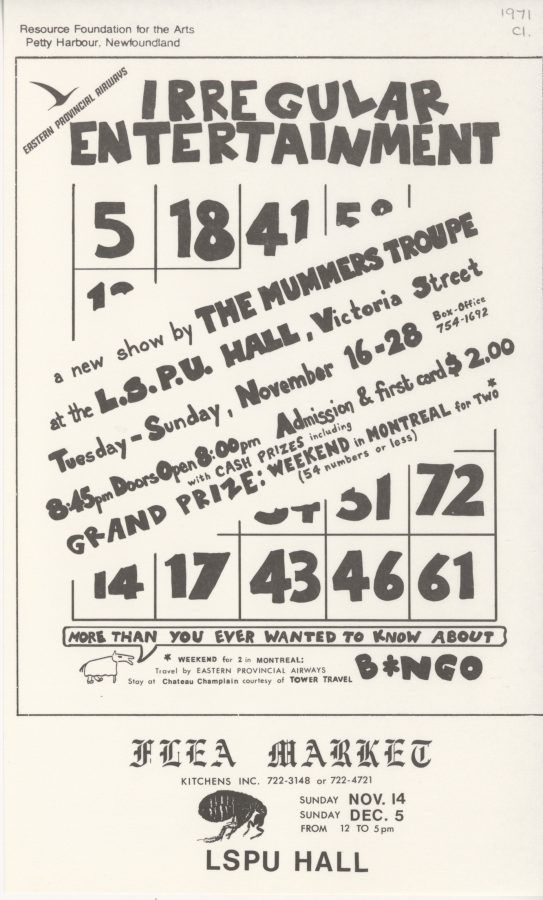 1971
C1.
Resource Foundation for the Arts
Petty Harbour, Newfoundland
EASTERN PROVINCIAL AIRWAYS
IRREGULAR
ENTERTAINMENT
5 18 41
a new show by THE MUMMERS TROUPE
at the L.S.P.U. HALL, Victoria Street
Tuesday - Sunday, November 16-28
Box-Office
754-1692
8:45pm Doors Open 8:00pm Admission & first card $2.00
with CASH PRIZES including
GRAND PRIZE: WEEKEND in MONTREAL for Two*
(54 numbers or less)
51 72
14 17 43 46 61
MORE THAN YOU EVER WANTED TO KNOW ABOUT
B*NGO
* WEEKEND for 2 in MONTREAL:
Travel by EASTERN PROVINCIAL AIRWAYS
Stay at Chateau Champlain courtesy of TOWER TRAVEL
FLEA MARKET
KITCHENS INC. 722-3148 or 722-4721
SUNDAY NOV. 14
SUNDAY DEC. 5
FROM 12 TO 5pm
LSPU HALL